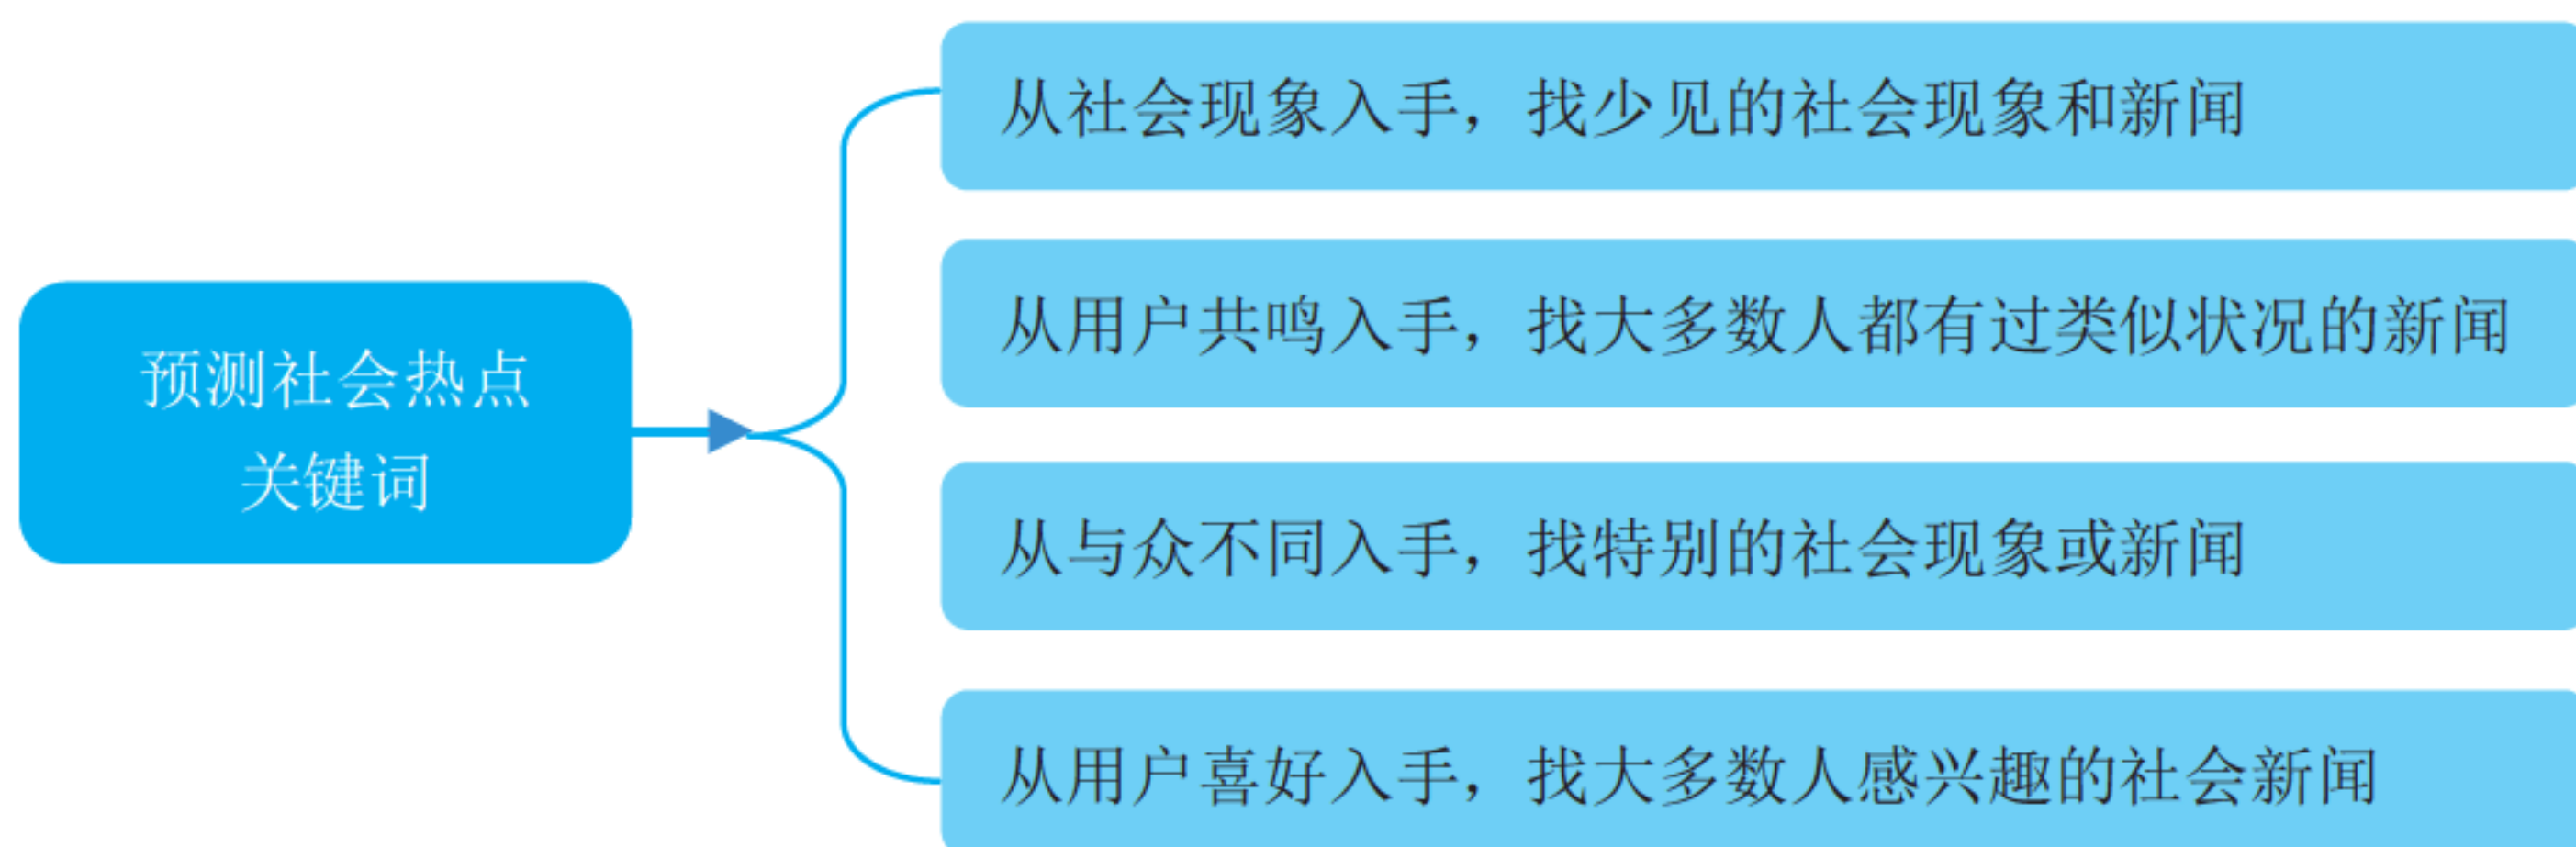 预测社会热点
关键词
从社会现象入手，找少见的社会现象和新闻
从用户共鸣入手，找大多数人都有过类似状况的新闻
从与众不同入手，找特别的社会现象或新闻
从用户喜好入手，找大多数人感兴趣的社会新闻